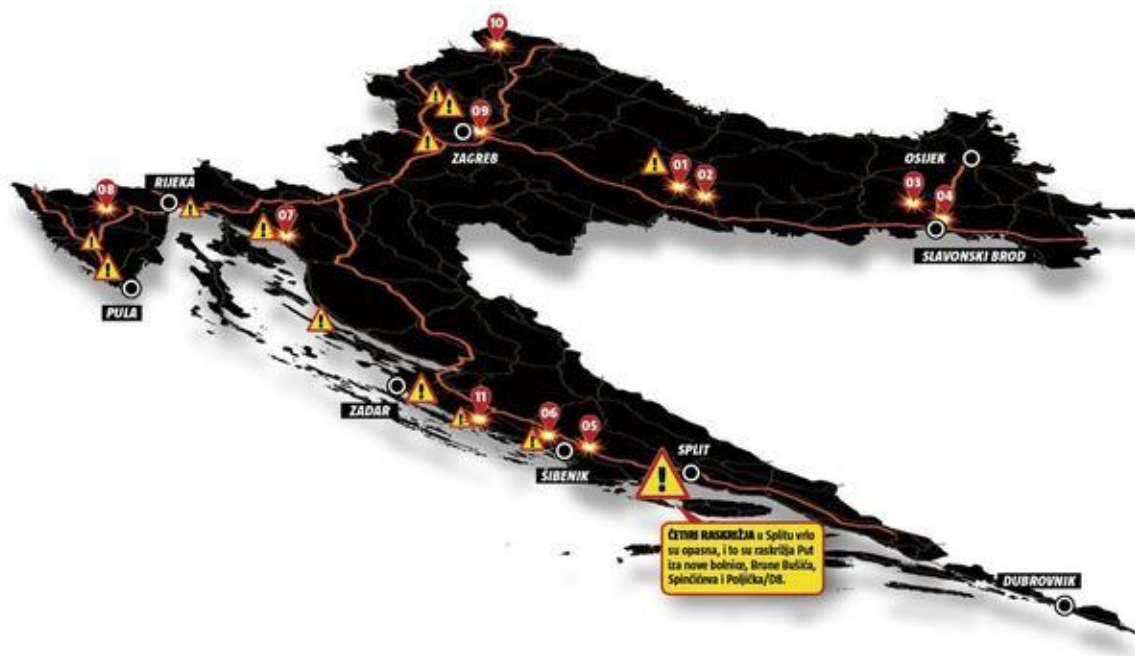 10
09
ZAGREB
01
02
OSIJEK
03
04
SLAVONSKI BROD
RIJEKA
08
07
PULA
ZADAR
11
06
05
ŠIBENIK
SPLIT
ČETIRI RASKRIŽJA u Splitu vrlo
su opasna, i to su raskrižja Put
iza nove bolnice, Brune Bušića,
Spinčićeva i Poljička/D8.
DUBROVNIK